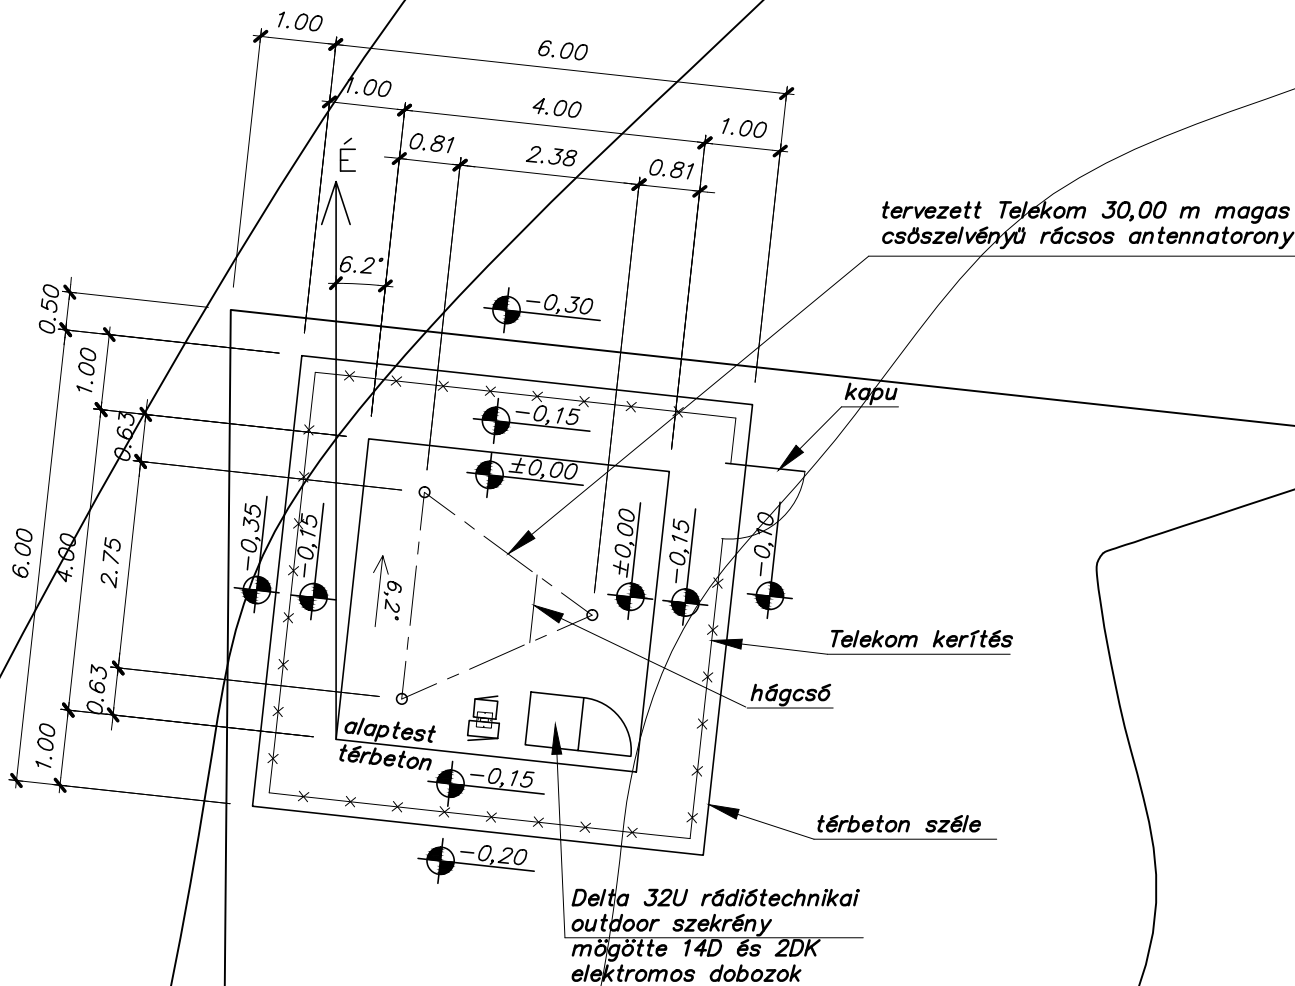 1.00
6.00
1.00
4.00
1.00
0.81
2.38
0.81
É
6.2°
tervezett Telekom 30,00 m magas
csöszelvényű rácsos antennatorony
0.50
1.00
0.63
6.00
4.00
2.75
0.63
1.00
-0,30
-0,15
±0,00
kapu
-0,35
-0,15
±0,00
-0,15
-0,10
6,2°
Telekom kerítés
hágcsó
alaptest
térbeton
-0,15
-0,20
térbeton széle
Delta 32U rádiótechnikai
outdoor szekrény
mögötte 14D és 2DK
elektromos dobozok